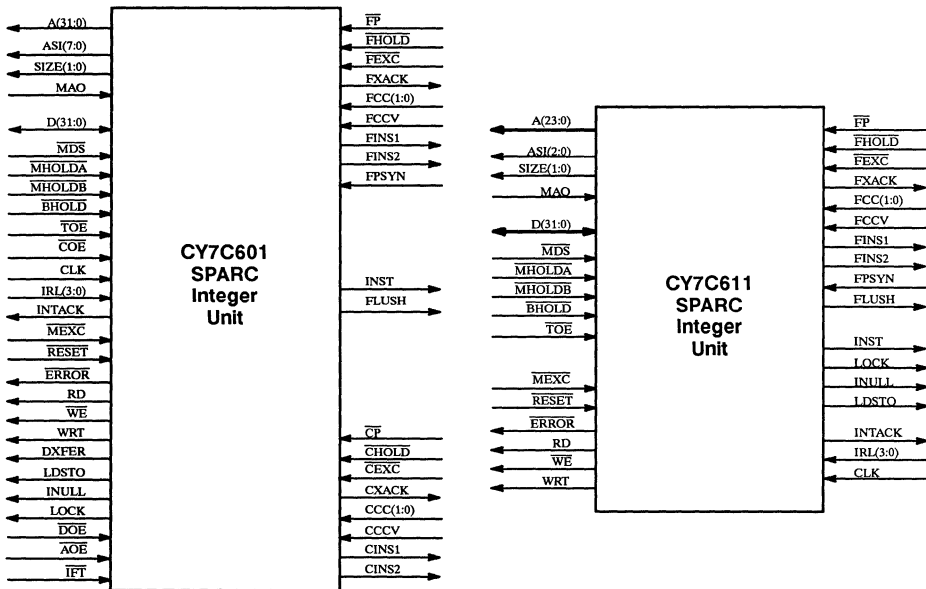 A(31:0)
ASI(7:0)
SIZE(1:0)
MAO
D(31:0)
MDS
MHOLDA
MHOLDB
BHOLD
TOE
COE
CLK
IRL(3:0)
INTACK
MEXC
RESET
ERROR
RD
WE
WRT
DXFER
LDSTO
INULL
LOCK
DOE
AOE
IFT
CY7C601
SPARC
Integer
Unit
FP
FHOLD
FEXC
FXACK
FCC(1:0)
FCCV
FINS1
FINS2
FPSYN
INST
FLUSH
CP
CHOLD
CEXC
CXACK
CCC(1:0)
CCCV
CINS1
CINS2
A(23:0)
ASI(2:0)
SIZE(1:0)
MAO
D(31:0)
MDS
MHOLDA
MHOLDB
BHOLD
TOE
MEXC
RESET
ERROR
RD
WE
WRT
CY7C611
SPARC
Integer
Unit
FP
FHOLD
FEXC
FXACK
FCC(1:0)
FCCV
FINS1
FINS2
FPSYN
FLUSH
INST
LOCK
INULL
LDSTO
INTACK
IRL(3:0)
CLK